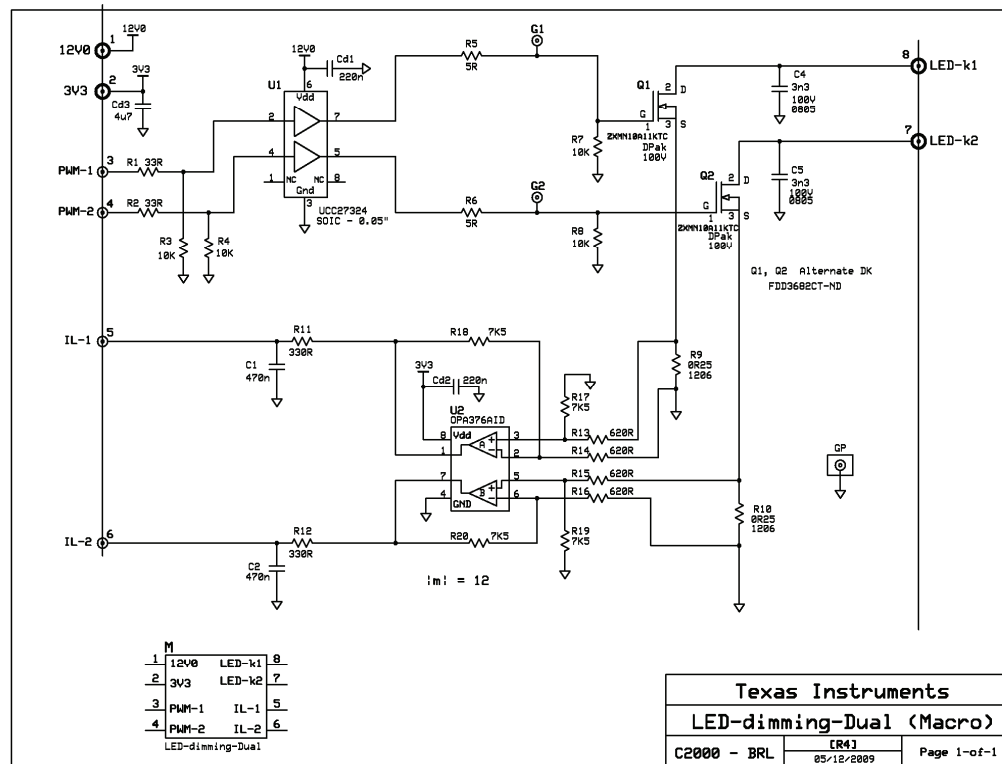 12V0
1
12V0
3V3
2
3V3
Cd3
4u7
PWM-1
3
R1 33R
PWM-2
4
R2 33R
R3
10K
R4
10K
12V0
Cd1
220n
U1
6
Vdd
2
7
4
5
1
NC
NC
8
Gnd
3
UCC27324
SOIC - 0.05"
R5
5R
G1
R6
5R
G2
R7
10K
R8
10K
Q1
2
D
G
1
3
S
ZXMN10A11KTC
DPak
100V
Q2
2
D
G
1
3
S
ZXMN10A11KTC
DPak
100V
C4
3n3
100V
0805
8
LED-k1
7
LED-k2
C5
3n3
100V
0805
Q1, Q2 Alternate DK
FDD3682CT-ND
IL-1
5
C1
470n
R11
330R
R18
7K5
3V3
Cd2
220n
U2
OPA376AID
8
Vdd
1
A
3
2
7
B
5
6
4
GND
R17
7K5
R13
620R
R14
620R
R15
620R
R16
620R
R9
0R25
1206
R10
0R25
1206
GP
IL-2
6
C2
470n
R12
330R
R20
7K5
R19
7K5
|m| = 12
M
1
12V0
LED-k1
8
2
3V3
LED-k2
7
3
PWM-1
IL-1
5
4
PWM-2
IL-2
6
LED-dimming-Dual
Texas Instruments
LED-dimming-Dual (Macro)
C2000 - BRL
[R4]
05/12/2009
Page 1-of-1